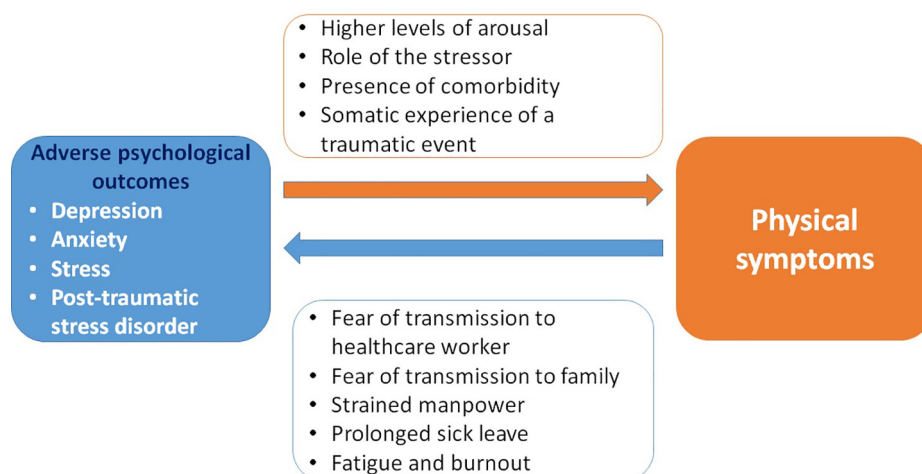 • Higher levels of arousal
• Role of the stressor
• Presence of comorbidity
• Somatic experience of a
traumatic event
Adverse psychological
outcomes
• Depression
• Anxiety
• Stress
• Post-traumatic
stress disorder
Physical
symptoms
• Fear of transmission to
healthcare worker
• Fear of transmission to family
• Strained manpower
• Prolonged sick leave
• Fatigue and burnout